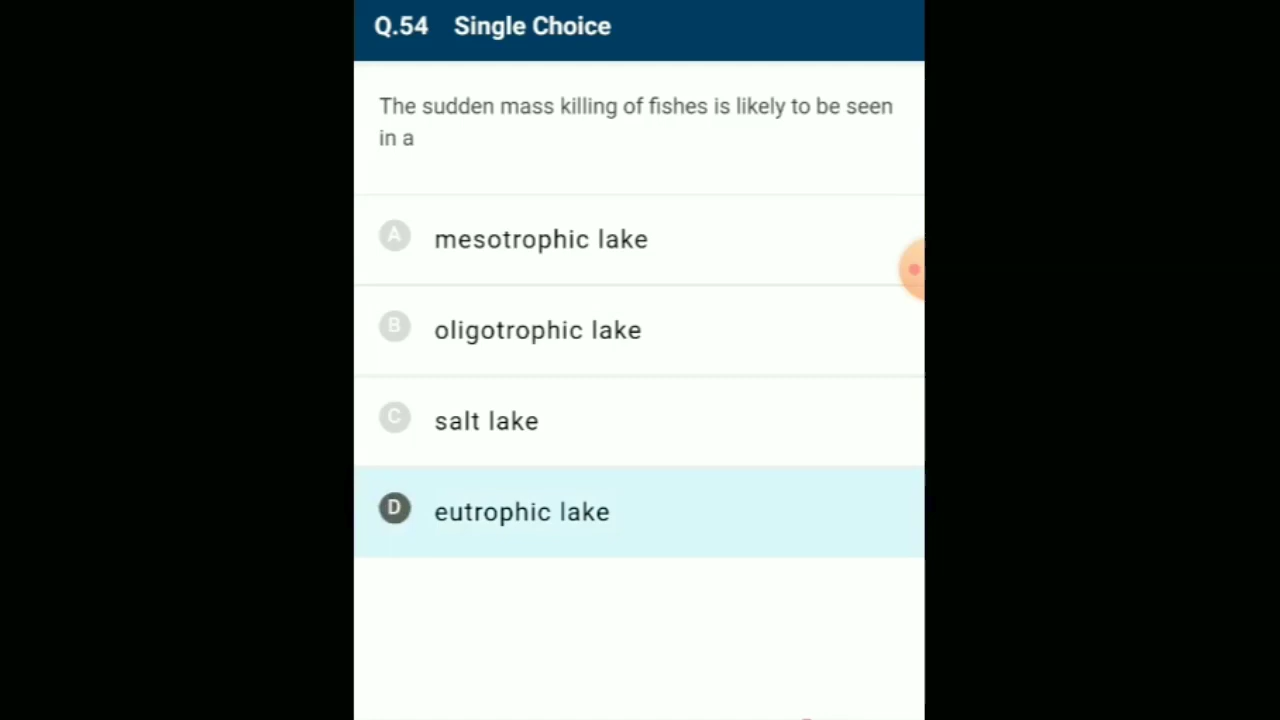 Q.54 Single Choice
The sudden mass killing of fishes is likely to be seen
in a
A mesotrophic lake
B oligotrophic lake
C salt lake
D eutrophic lake